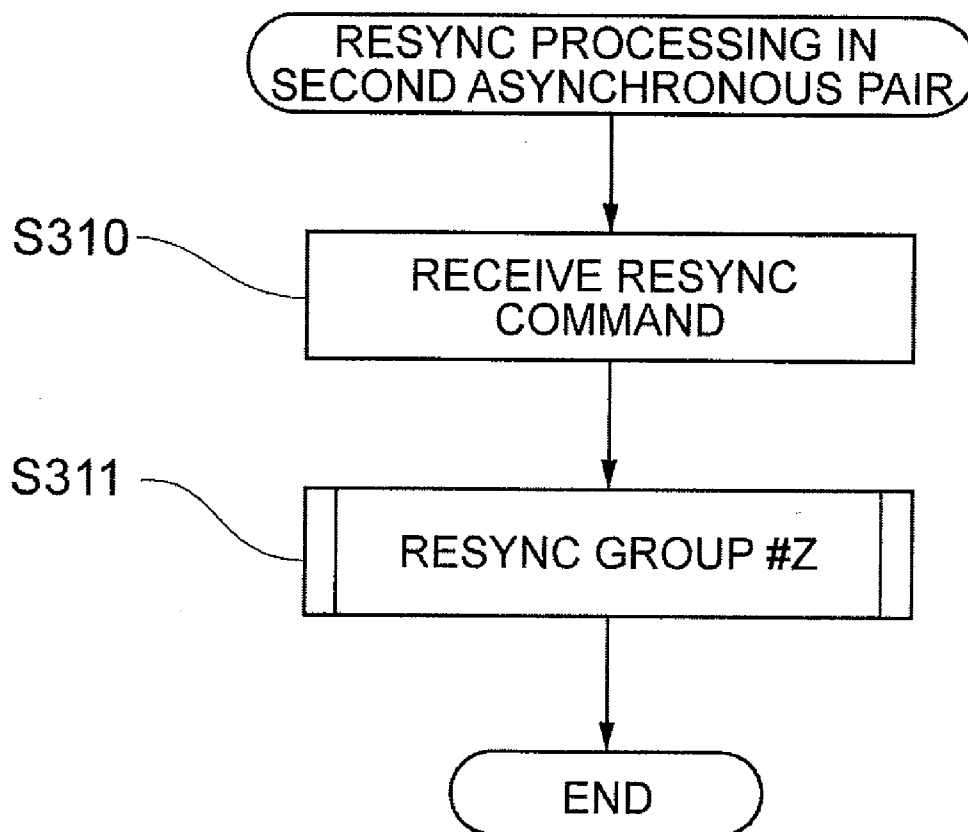 RESYNC PROCESSING IN
SECOND ASYNCHRONOUS PAIR
S310
RECEIVE RESYNC
COMMAND
S311
RESYNC GROUP #Z
END